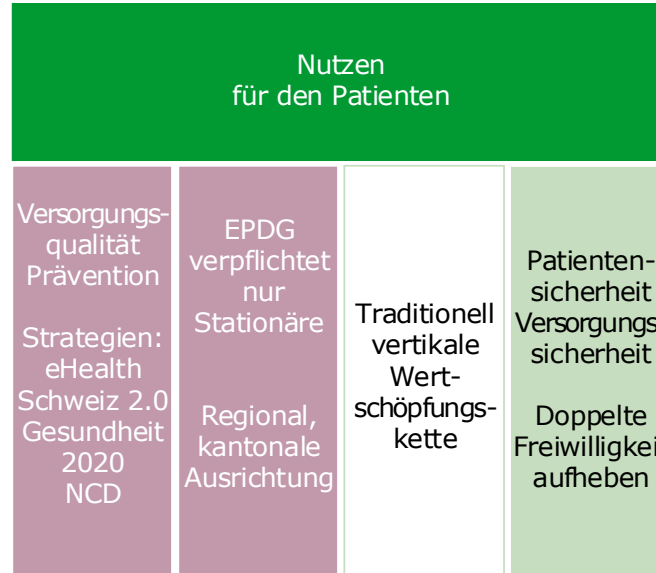 Nutzen
für den Patienten
Versorgungs-
qualität
Prävention
Strategien:
eHealth
Schweiz 2.0
Gesundheit
2020
NCD
EPDG
verpflichtet
nur
Stationäre
Regional,
kantonale
Ausrichtung
Traditionell
vertikale
Wert-
schöpfungs-
kette
Patienten-
sicherheit
Versorgungs-
sicherheit
Doppelte
Freiwilligkei
aufheben